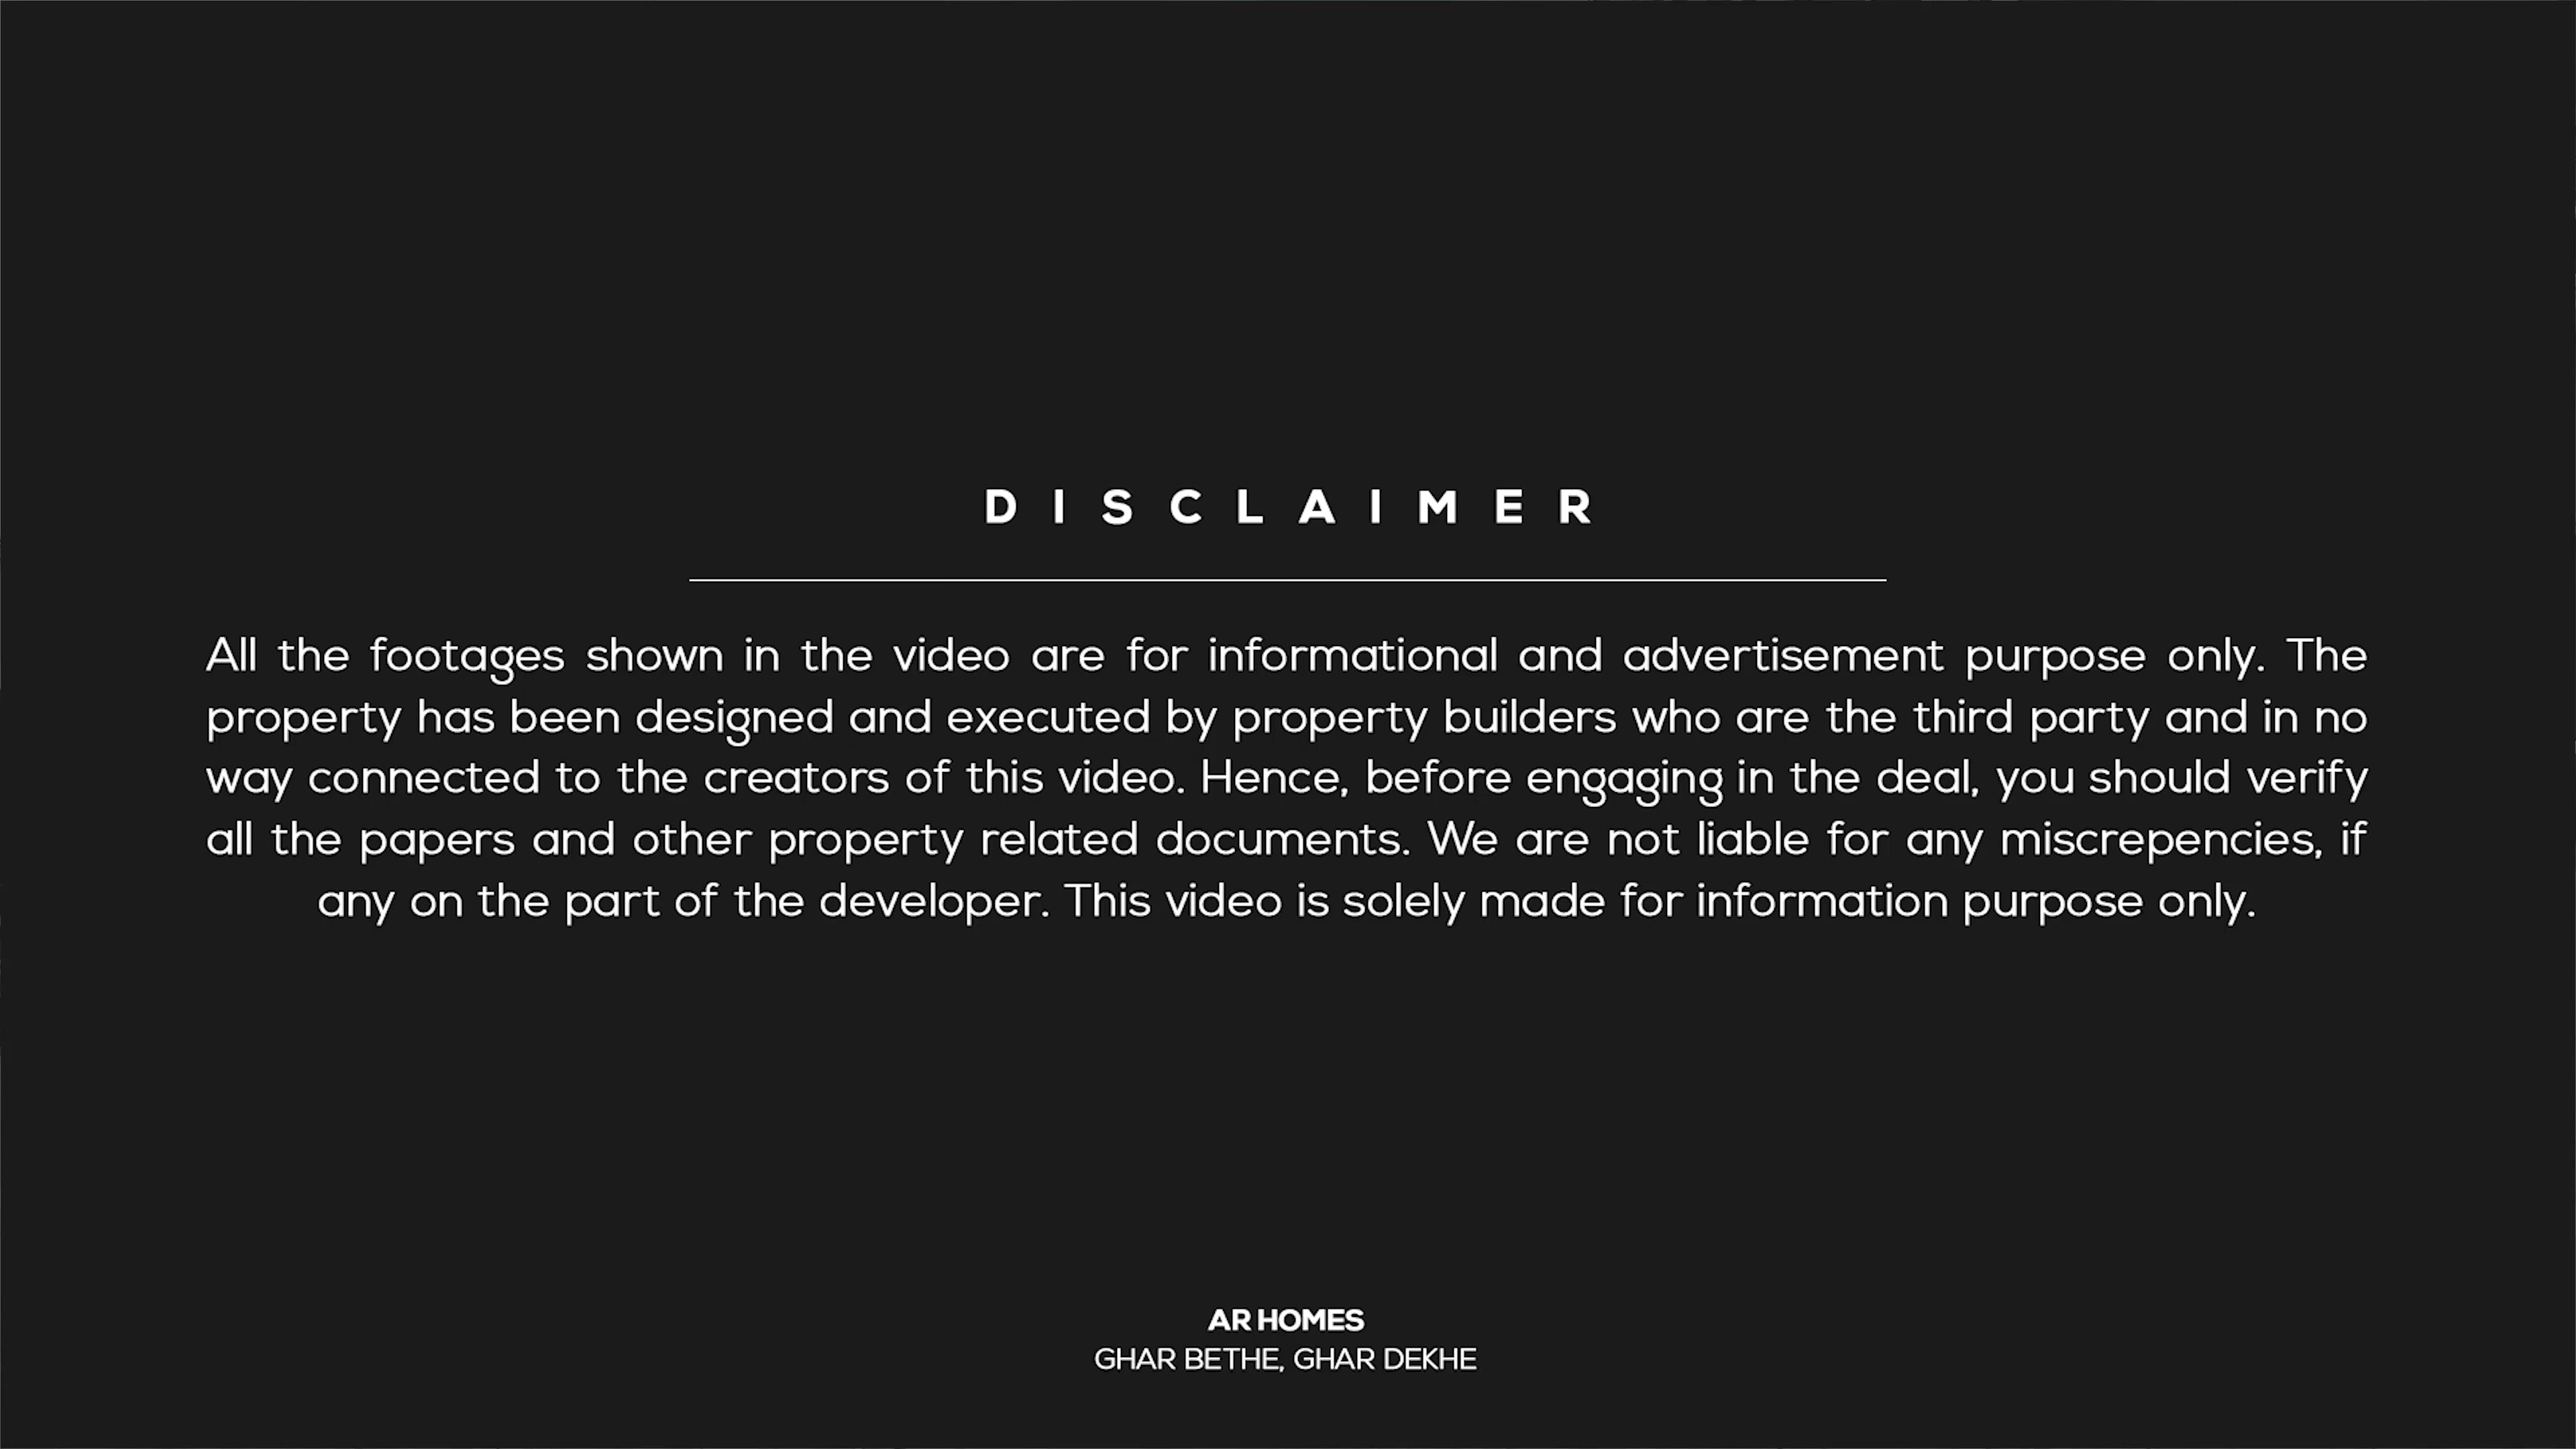 DISCLAIMER
All the footages shown in the video are for informational and advertisement purpose only. The
property has been designed and executed by property builders who are the third party and in no
way connected to the creators of this video. Hence, before engaging in the deal, you should verify
all the papers and other property related documents. We are not liable for any miscrepencies, if
any on the part of the developer. This video is solely made for information purpose only.
AR HOMES
GHAR BETHE, GHAR DEKHE